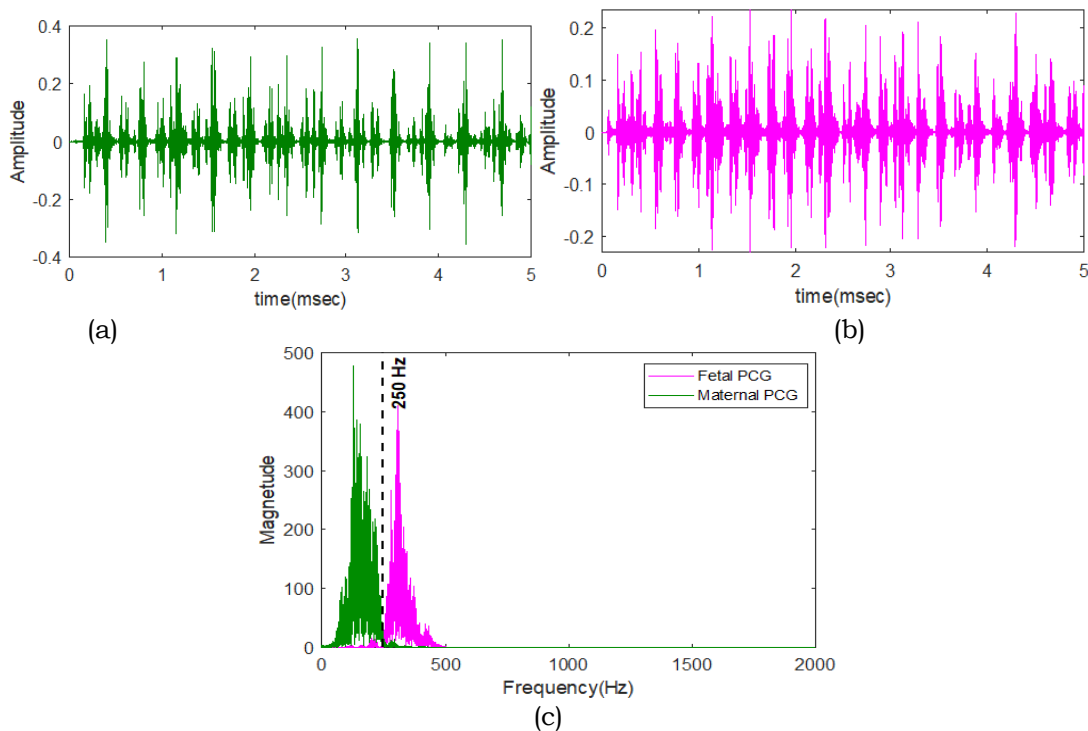 0.4
0.2
0
-0.2
-0.4
Amplitude
0 1 2 3 4 5
time(msec)
(a)
0.2
0.1
0
-0.1
-0.2
Amplitude
0 1 2 3 4 5
time(msec)
(b)
500
400
300
200
100
0
Magnetude
250 Hz
Fetal PCG
Maternal PCG
0 500 1000 1500 2000
Frequency(Hz)
(c)